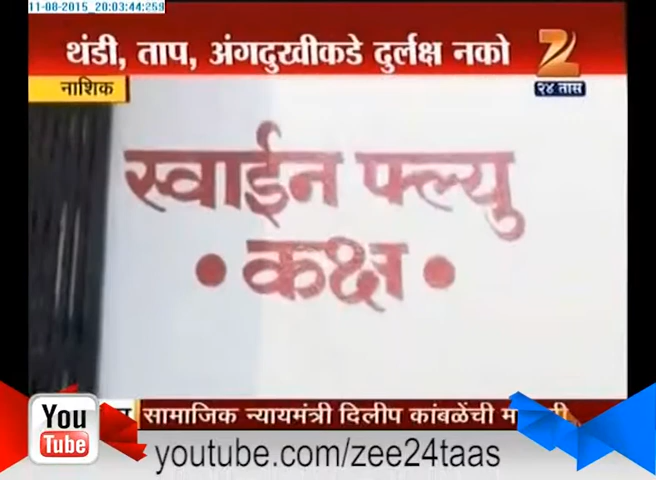 11-08-2015_20:03:44:259
थंडी, ताप, अंगदुखीकडे दुर्लक्ष नको
नाशिक
२४ तास
स्वाईन फ्ल्यु
• कक्ष •
सामाजिक न्यायमंत्री दिलीप कांबळेंची
You
Tube
youtube.com/zee24taas